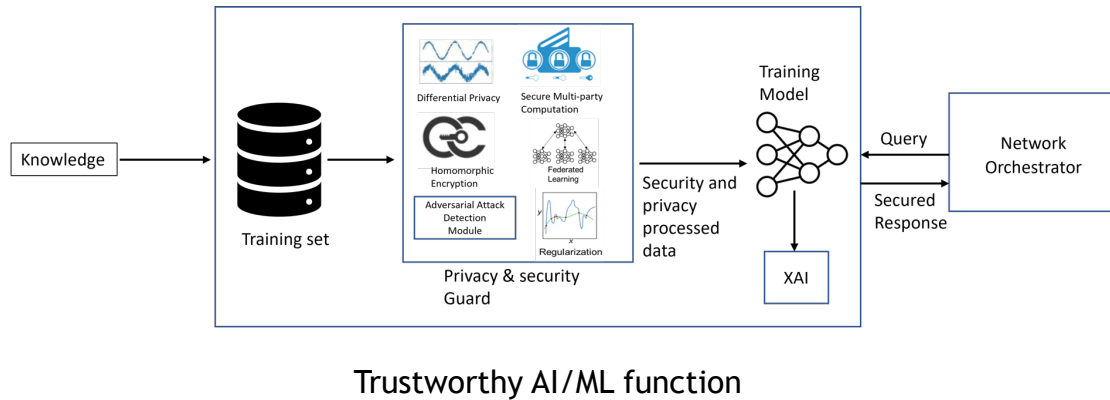 Knowledge
Training set
Differential Privacy
Secure Multi-party
Computation
Homomorphic
Encryption
Federated
Learning
Adversarial Attack
Detection
Module
y
x
Regularization
Privacy & security
Guard
Security and
privacy
processed
data
Training
Model
XAI
Query
Secured
Response
Network
Orchestrator
Trustworthy AI/ML function